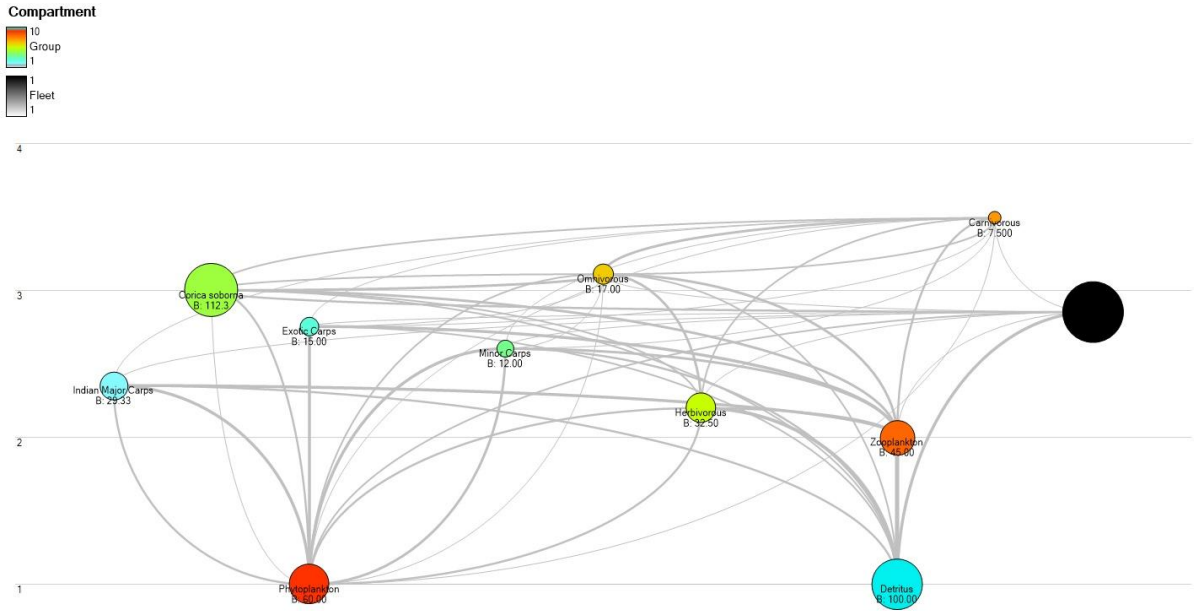 Compartment
10
Group
1
1
Fleet
1
4
Carnivorous
B: 7.500
Omnivorous
B: 17.00
3
Corica soborna
B: 112.3
Exotic Carps
B: 15.00
Minor Carps
B: 12.00
Indian Major Carps
B: 29.33
Herbivorous
B: 32.50
2
Zooplankton
B: 45.00
1
Phytoplankton
B: 60.00
Detritus
B: 100.00